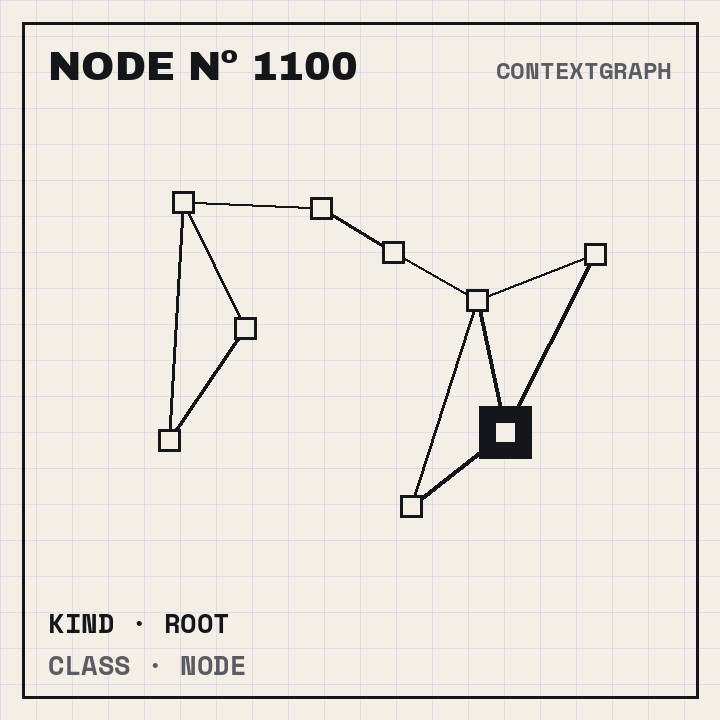 NODE Nº 1100
CONTEXTGRAPH
KIND · ROOT
CLASS · NODE